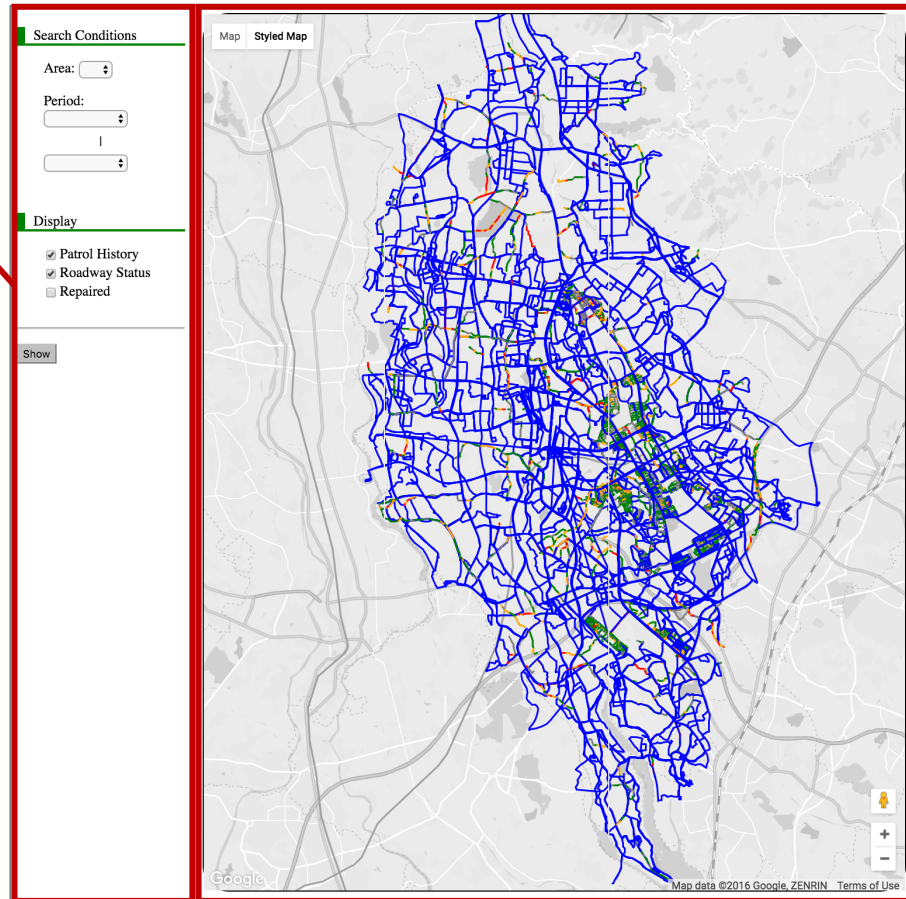 Search Conditions
Area:
Period:
|
Display
Patrol History
Roadway Status
Repaired
Show
Map Styled Map
+
−
Google
Map data ©2016 Google, ZENRIN Terms of Use